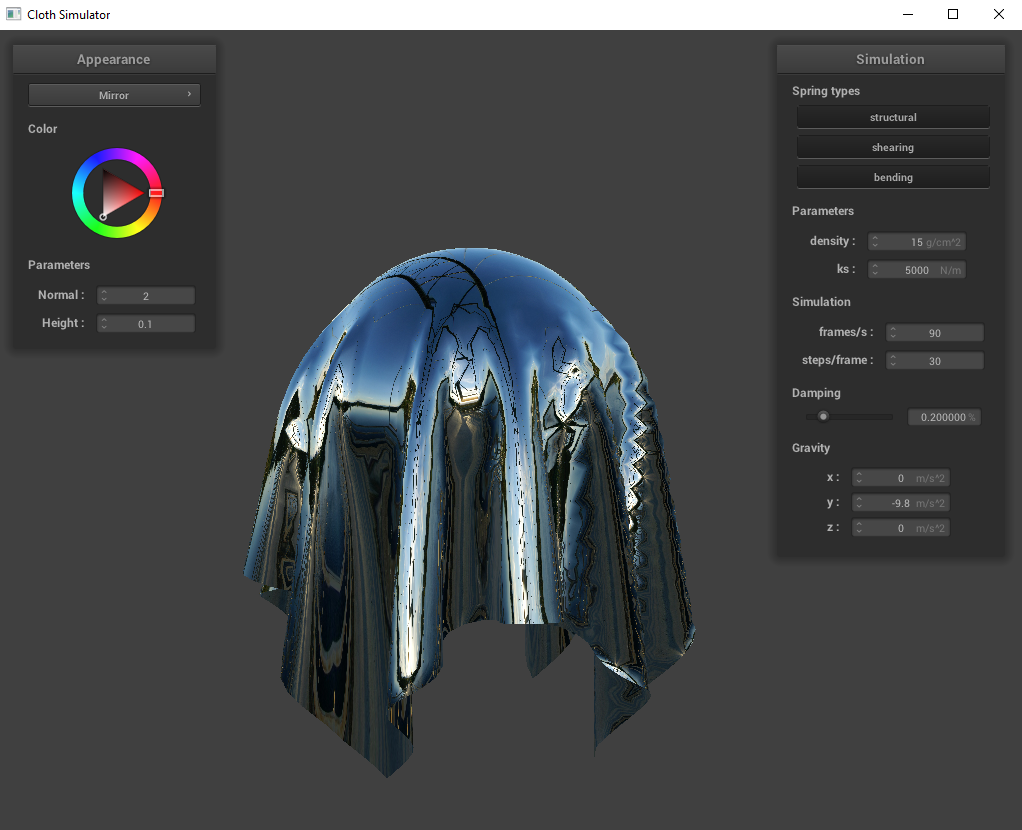 Cloth Simulator
Appearance
Mirror ›
Color
Parameters
Normal : 2
Height : 0.1
Simulation
Spring types
structural
shearing
bending
Parameters
density : 15 g/cm^2
ks : 5000 N/m
Simulation
frames/s : 90
steps/frame : 30
Damping
0.200000 %
Gravity
x : 0 m/s^2
y : -9.8 m/s^2
z : 0 m/s^2